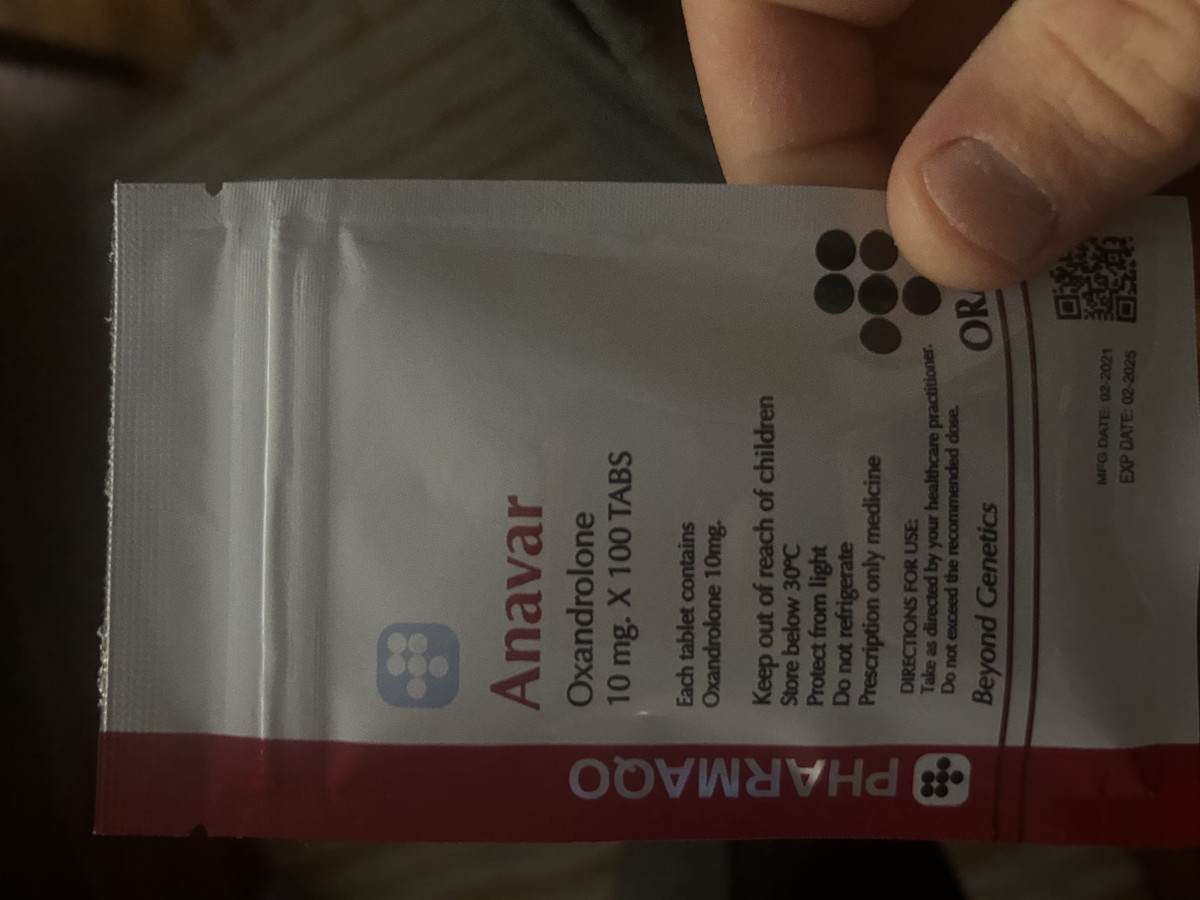 Anavar
Oxandrolone
10 mg. X 100 TABS
Each tablet contains
Oxandrolone 10mg.
Keep out of reach of children
Store below 30ºC
Protect from light
Do not refrigerate
Prescription only medicine
DIRECTIONS FOR USE:
Take as directed by your healthcare practitioner.
Do not exceed the recommended dose.
Beyond Genetics
MFG DATE: 02-2021
EXP DATE: 02-2025
PHARMAQO